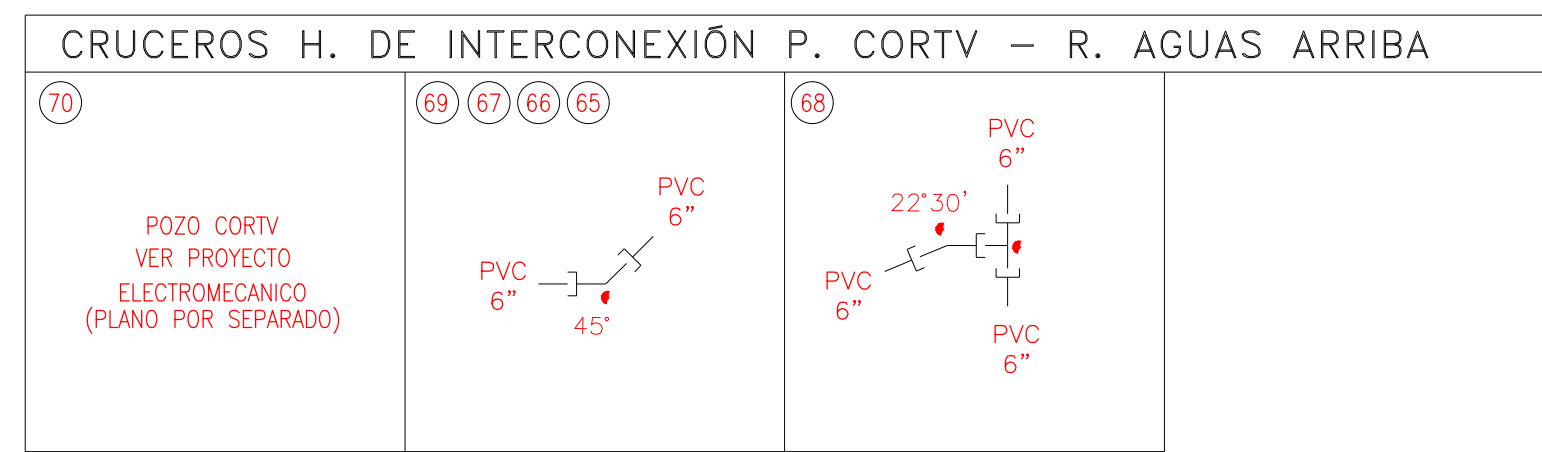 CRUCEROS H. DE INTERCONEXIÓN P. CORTV – R. AGUAS ARRIBA
70
POZO CORTV
VER PROYECTO
ELECTROMECANICO
(PLANO POR SEPARADO)
69 67 66 65
PVC
6"
PVC
6"
45°
68
PVC
6"
22°30'
PVC
6"
PVC
6"